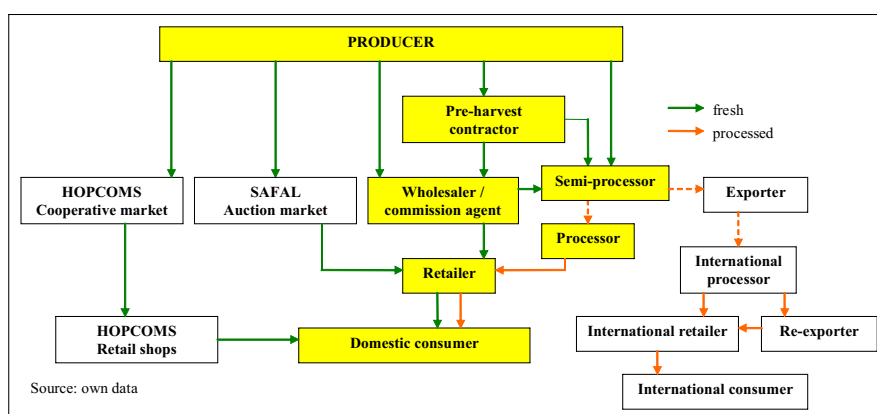 PRODUCER
Pre-harvest
contractor
fresh
processed
HOPCOMS
Cooperative market
SAFAL
Auction market
Wholesaler /
commission agent
Semi-processor
Exporter
Processor
Retailer
International
processor
HOPCOMS
Retail shops
Domestic consumer
International retailer
Re-exporter
Source: own data
International consumer